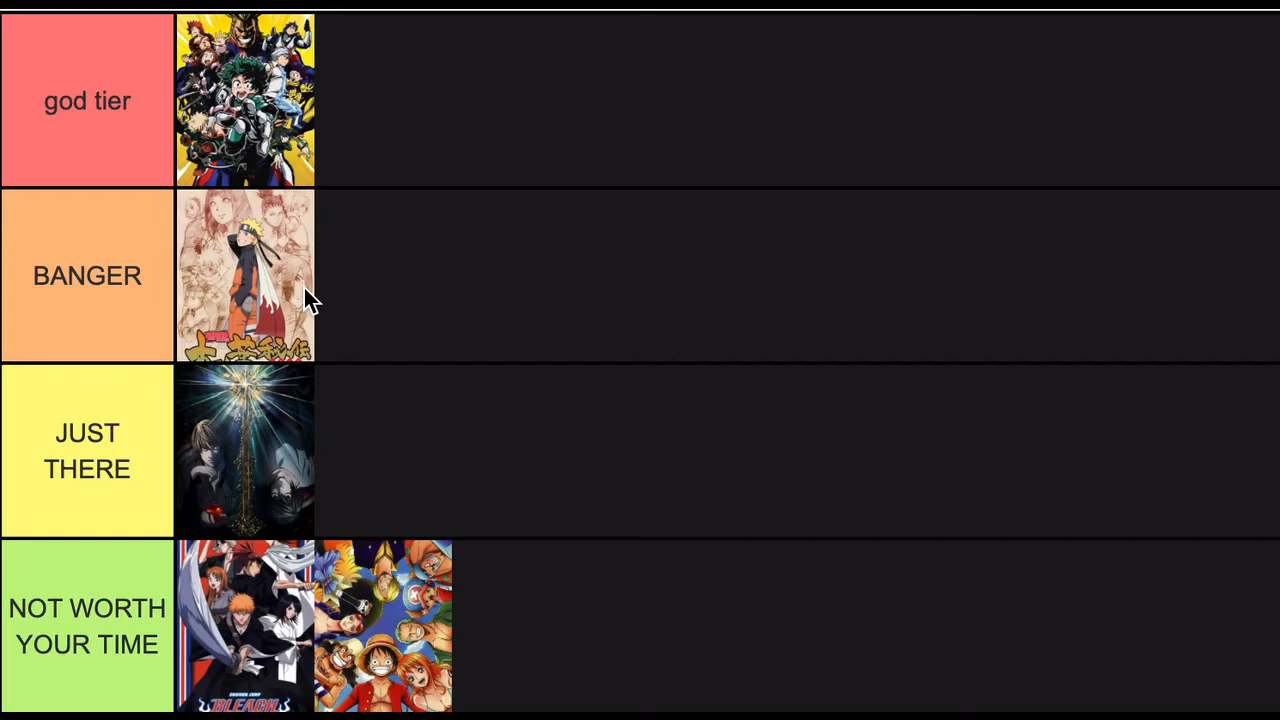 god tier
BANGER
JUST
THERE
NOT WORTH
YOUR TIME
BLEACH